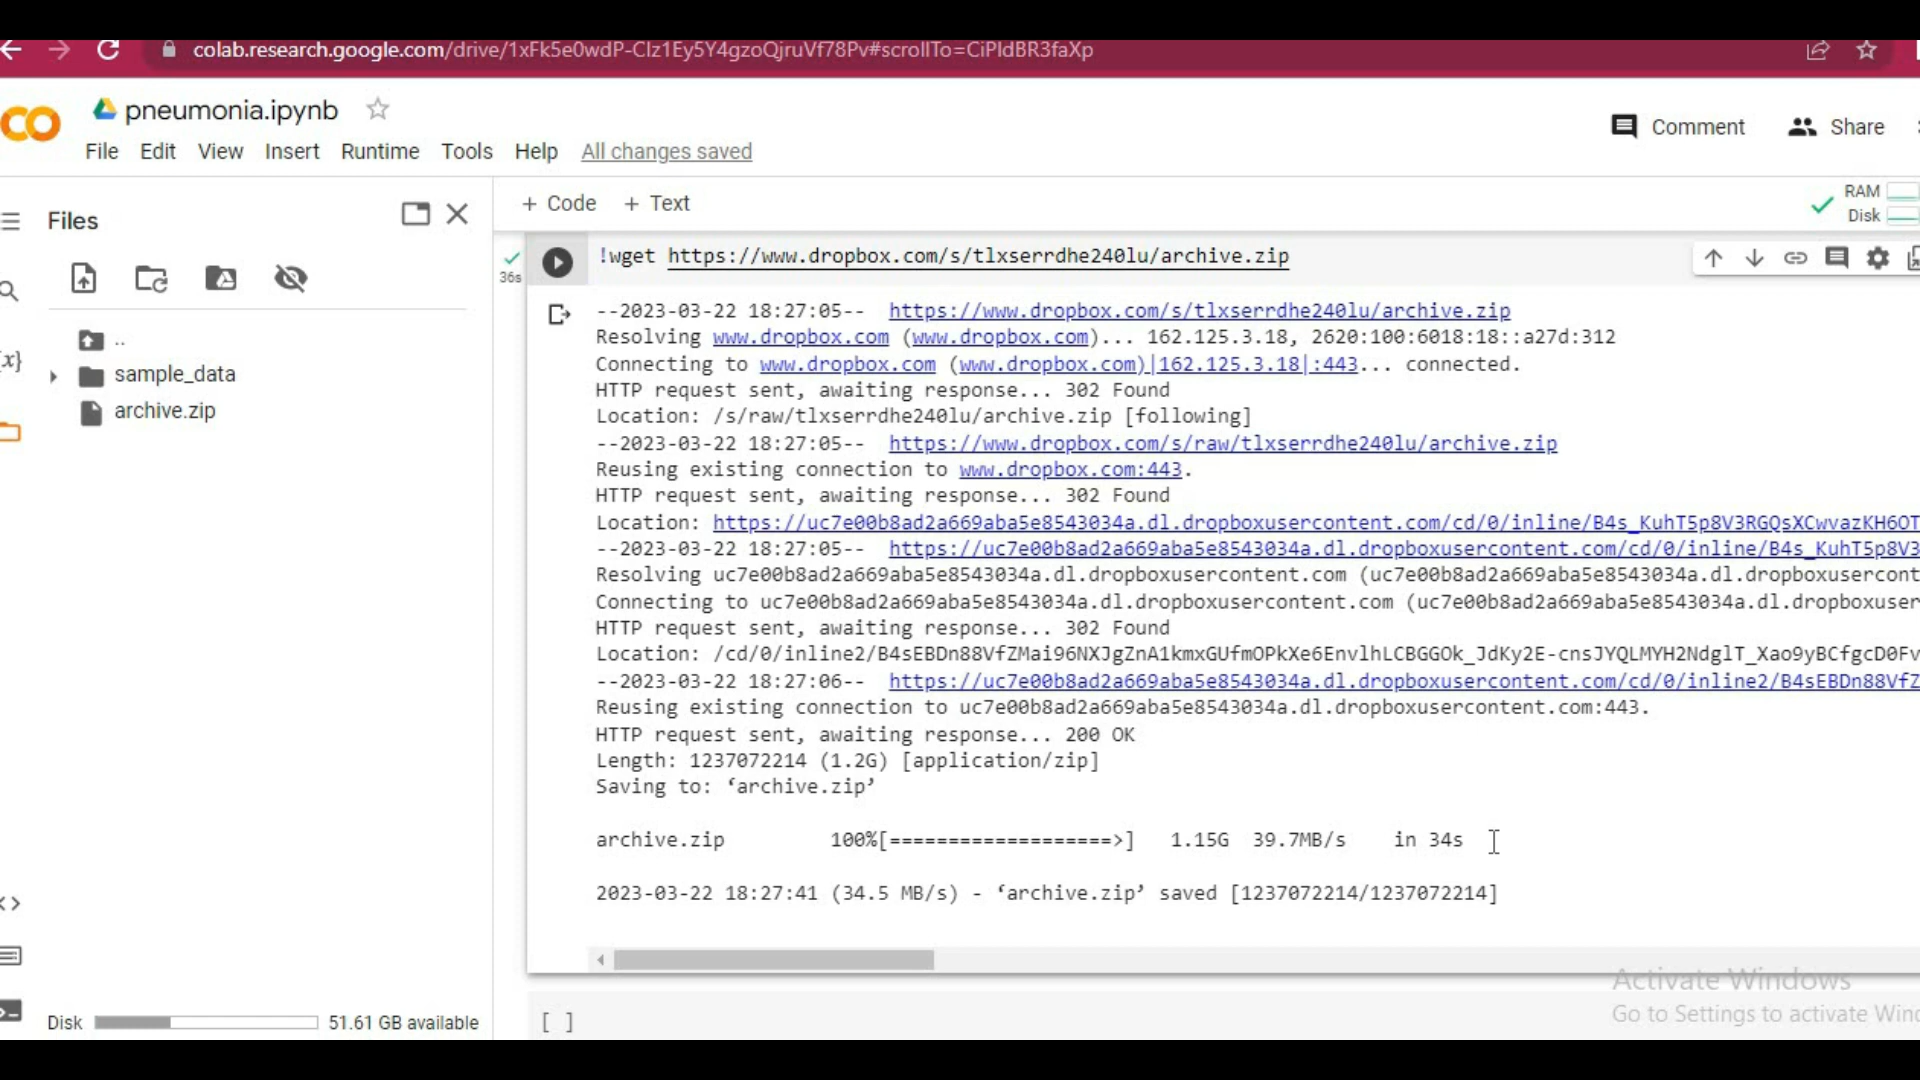 colab.research.google.com/drive/1xFk5e0wdP-Clz1Ey5Y4gzoQjruVf78Pv#scrollTo=CiPldBR3faXp
pneumonia.ipynb
Comment Share
File Edit View Insert Runtime Tools Help All changes saved
Files
+ Code + Text
RAM
Disk
36s
!wget https://www.dropbox.com/s/tlxserrdhe240lu/archive.zip
..
sample_data
archive.zip
{x}
--2023-03-22 18:27:05-- https://www.dropbox.com/s/tlxserrdhe240lu/archive.zip
Resolving www.dropbox.com (www.dropbox.com)... 162.125.3.18, 2620:100:6018:18::a27d:312
Connecting to www.dropbox.com (www.dropbox.com)|162.125.3.18|:443... connected.
HTTP request sent, awaiting response... 302 Found
Location: /s/raw/tlxserrdhe240lu/archive.zip [following]
--2023-03-22 18:27:05-- https://www.dropbox.com/s/raw/tlxserrdhe240lu/archive.zip
Reusing existing connection to www.dropbox.com:443.
HTTP request sent, awaiting response... 302 Found
Location: https://uc7e00b8ad2a669aba5e8543034a.dl.dropboxusercontent.com/cd/0/inline/B4s_KuhT5p8V3RGQsXCwvazKH6OT
--2023-03-22 18:27:05-- https://uc7e00b8ad2a669aba5e8543034a.dl.dropboxusercontent.com/cd/0/inline/B4s_KuhT5p8V3
Resolving uc7e00b8ad2a669aba5e8543034a.dl.dropboxusercontent.com (uc7e00b8ad2a669aba5e8543034a.dl.dropboxusercont
Connecting to uc7e00b8ad2a669aba5e8543034a.dl.dropboxusercontent.com (uc7e00b8ad2a669aba5e8543034a.dl.dropboxuser
HTTP request sent, awaiting response... 302 Found
Location: /cd/0/inline2/B4sEBDn88VfZMai96NXJgZnA1kmxGUfmOPkXe6EnvlhLCBGGOk_JdKy2E-cnsJYQLMYH2NdglT_Xao9yBCfgcD0Fv
--2023-03-22 18:27:06-- https://uc7e00b8ad2a669aba5e8543034a.dl.dropboxusercontent.com/cd/0/inline2/B4sEBDn88VfZ
Reusing existing connection to uc7e00b8ad2a669aba5e8543034a.dl.dropboxusercontent.com:443.
HTTP request sent, awaiting response... 200 OK
Length: 1237072214 (1.2G) [application/zip]
Saving to: ‘archive.zip’
archive.zip 100%[===================>] 1.15G 39.7MB/s in 34s
2023-03-22 18:27:41 (34.5 MB/s) - ‘archive.zip’ saved [1237072214/1237072214]
Disk 51.61 GB available
[ ]
Activate Windows
Go to Settings to activate Win